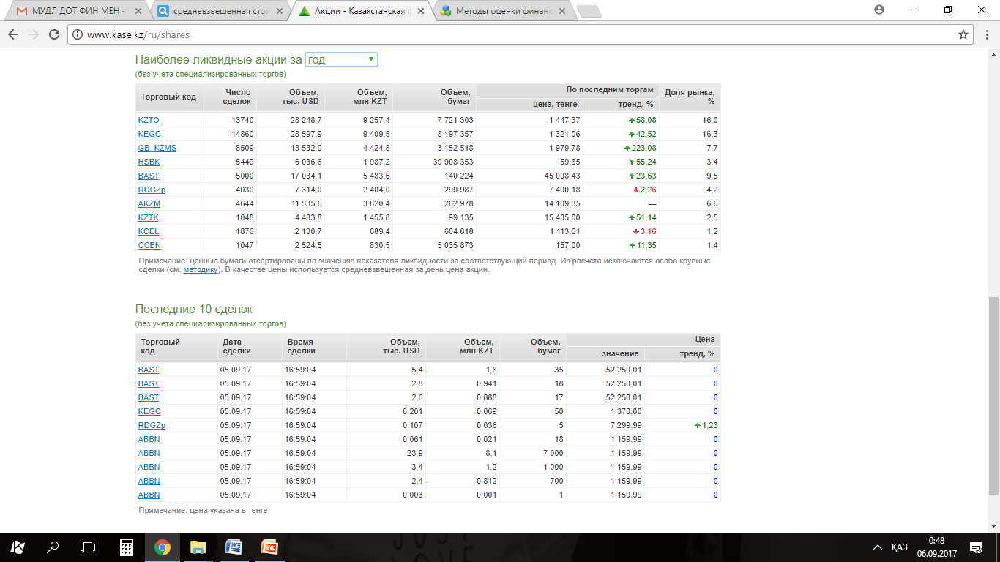 МУДЛ ДОТ ФИН МЕН -
средневзвешенная стои
Акции - Казахстанская ф
Методы оценки финанс
www.kase.kz/ru/shares
Наиболее ликвидные акции за год
(без учета специализированных торгов)
Торговый код Число сделок Объем, тыс. USD Объем, млн KZT Объем, бумаг По последним торгам Доля рынка, %
цена, тенге тренд, %
KZTO 13740 28 248,7 9 257,4 7 721 303 1 447,37 58,08 16,0
KEGC 14860 28 597,9 9 409,5 8 197 357 1 321,06 42,52 16,3
GB_KZMS 8509 13 532,0 4 424,8 3 152 518 1 979,78 223,08 7,7
HSBK 5449 6 036,6 1 987,2 39 908 353 59,85 55,24 3,4
BAST 5000 17 034,1 5 483,6 140 224 45 008,43 23,63 9,5
RDGZp 4030 7 314,0 2 404,0 299 987 7 400,18 2,26 4,2
AKZM 4644 11 535,6 3 820,4 262 978 14 109,35 — 6,6
KZTK 1048 4 483,8 1 455,8 99 135 15 405,00 51,14 2,5
KCEL 1876 2 130,7 689,4 604 818 1 113,61 3,16 1,2
CCBN 1047 2 524,5 830,5 5 035 873 157,00 11,35 1,4
Примечание: ценные бумаги отсортированы по значению показателя ликвидности за соответствующий период. Из расчета исключаются особо крупные
сделки (см. методику). В качестве цены используется средневзвешенная за день цена акции.
Последние 10 сделок
(без учета специализированных торгов)
Торговый код Дата сделки Время сделки Объем, тыс. USD Объем, млн KZT Объем, бумаг Цена
значение тренд, %
BAST 05.09.17 16:59:04 5,4 1,8 35 52 250,01 0
BAST 05.09.17 16:59:04 2,8 0,941 18 52 250,01 0
BAST 05.09.17 16:59:04 2,6 0,888 17 52 250,01 0
KEGC 05.09.17 16:59:04 0,201 0,069 50 1 370,00 0
RDGZp 05.09.17 16:59:04 0,107 0,036 5 7 299,99 1,23
ABBN 05.09.17 16:59:04 0,061 0,021 18 1 159,99 0
ABBN 05.09.17 16:59:04 23,9 8,1 7 000 1 159,99 0
ABBN 05.09.17 16:59:04 3,4 1,2 1 000 1 159,99 0
ABBN 05.09.17 16:59:04 2,4 0,812 700 1 159,99 0
ABBN 05.09.17 16:59:04 0,003 0,001 1 1 159,99 0
Примечание: цена указана в тенге
ҚАЗ
0:48
06.09.2017